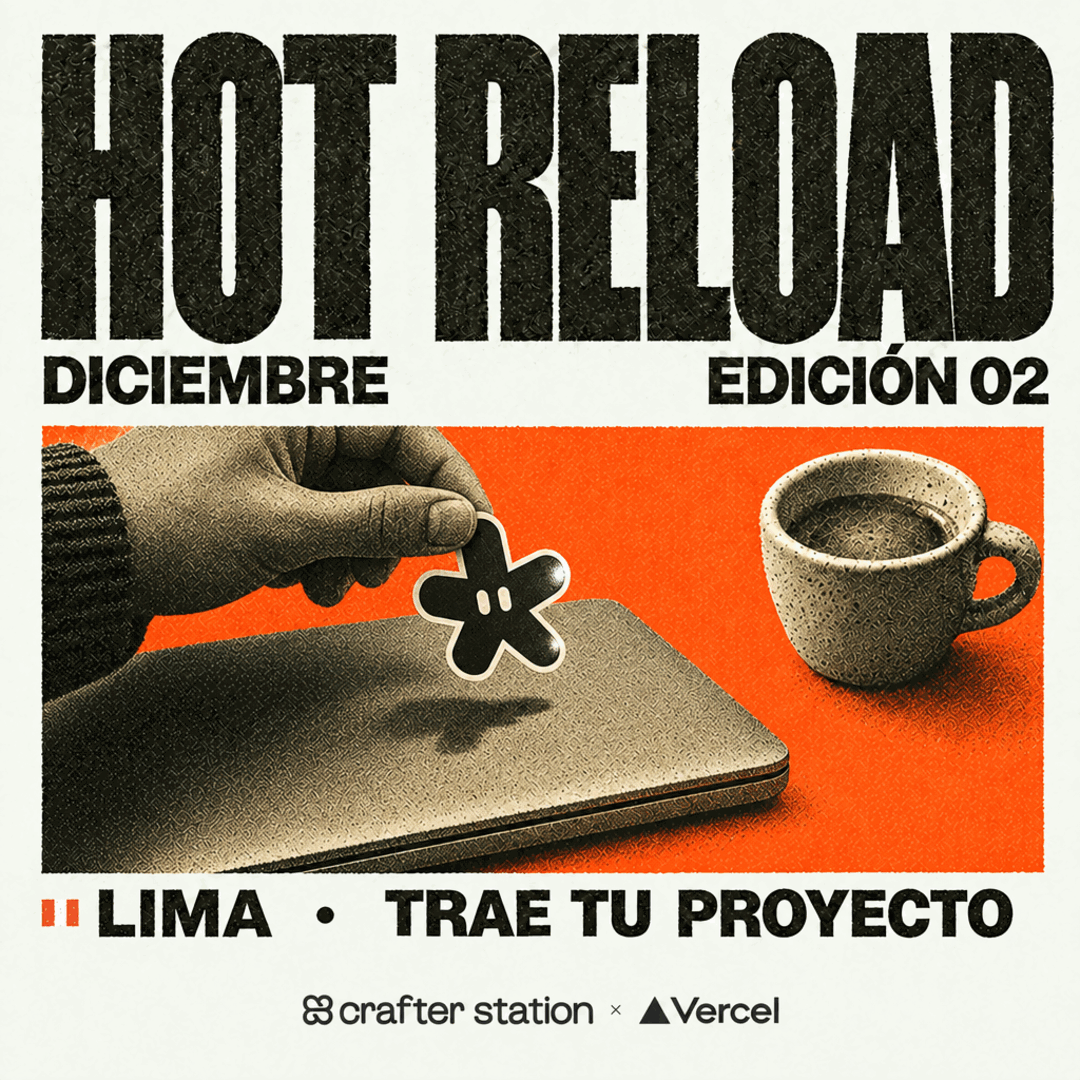 HOT RELOAD
DICIEMBRE EDICIÓN 02
LIMA • TRAE TU PROYECTO
crafter station × Vercel